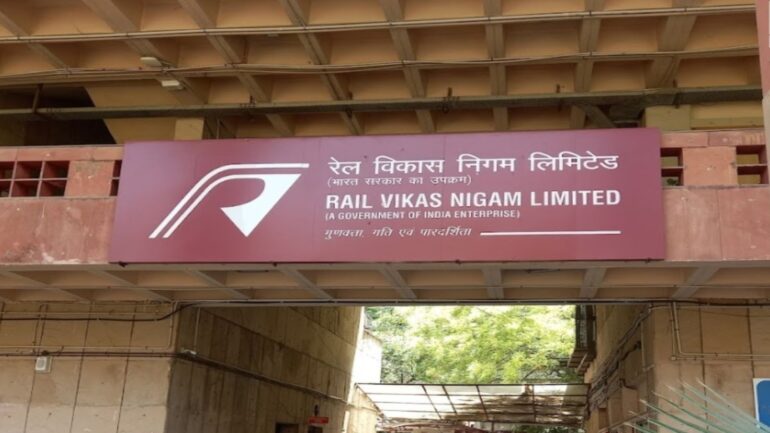 रेल विकास निगम लिमिटेड
(भारत सरकार का उपक्रम)
RAIL VIKAS NIGAM LIMITED
(A GOVERNMENT OF INDIA ENTERPRISE)
गुणवत्ता, गति एवं पारदर्शिता